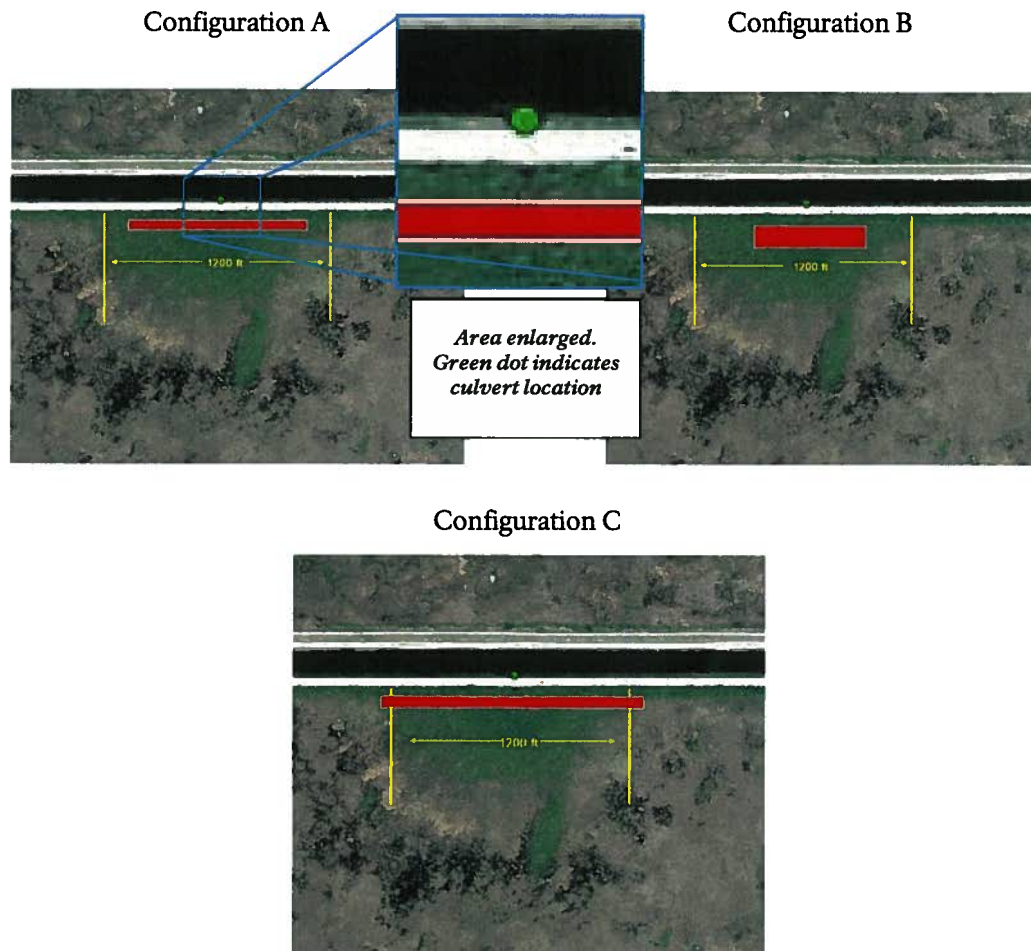 Configuration A
Configuration B
1200 ft
1200 ft
Area enlarged.
Green dot indicates
culvert location
Configuration C
1200 ft